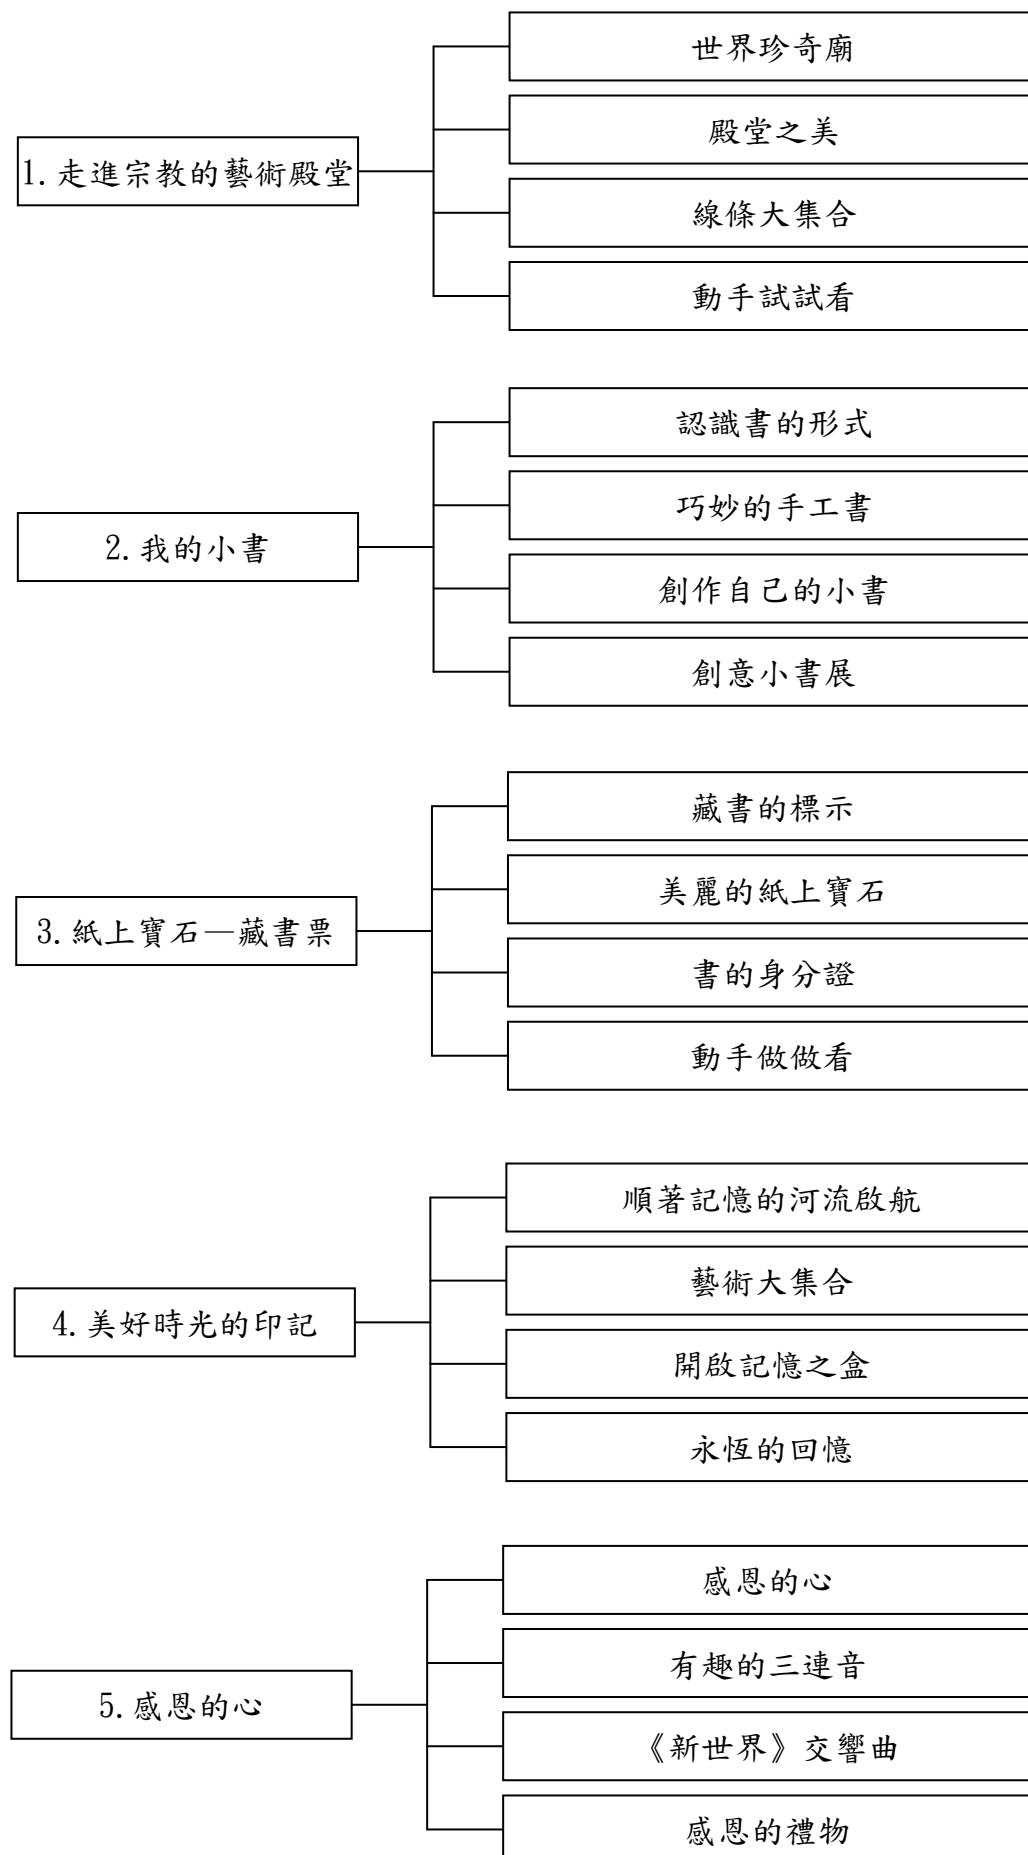 1.走進宗教的藝術殿堂
世界珍奇廟
殿堂之美
線條大集合
動手試試看
2.我的小書
認識書的形式
巧妙的手工書
創作自己的小書
創意小書展
3.紙上寶石—藏書票
藏書的標示
美麗的紙上寶石
書的身分證
動手做做看
4.美好時光的印記
順著記憶的河流啟航
藝術大集合
開啟記憶之盒
永恆的回憶
5.感恩的心
感恩的心
有趣的三連音
《新世界》交響曲
感恩的禮物